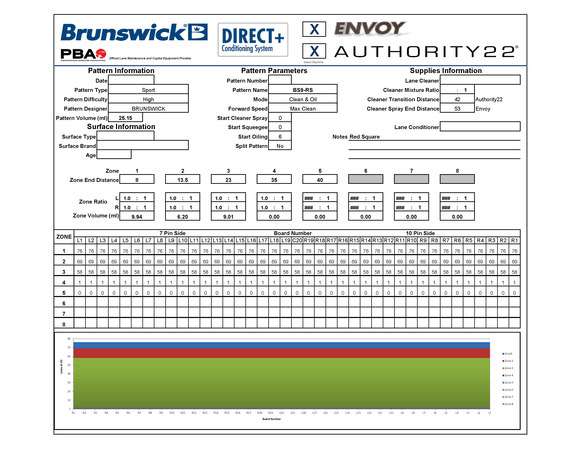 Brunswick DIRECT+ X ENVOY
Conditioning System
PBA Official Lane Maintenance and Capital Equipment Provider X AUTHORITY22
Pattern Information Pattern Parameters Supplies Information
Date Pattern Number Lane Cleaner
Pattern Type Sport Pattern Name BS9-RS Cleaner Mixture Ratio : 1
Pattern Difficulty High Mode Clean & Oil Cleaner Transition Distance 42 Authority22
Pattern Designer BRUNSWICK Forward Speed Max Clean Cleaner Spray End Distance 53 Envoy
Pattern Volume (ml) 25.15 Start Cleaner Spray 0
Surface Information Start Squeegee 0 Lane Conditioner
Surface Type Start Oiling 6 Notes Red Square
Surface Brand Split Pattern No
Age
Zone 1 2 3 4 5 6 7 8
Zone End Distance 8 13.5 23 35 40
Zone Ratio L 1.0 : 1 1.0 : 1 1.0 : 1 1.0 : 1 ### : 1 ### : 1 ### : 1 ### : 1
R 1.0 : 1 1.0 : 1 1.0 : 1 1.0 : 1 ### : 1 ### : 1 ### : 1 ### : 1
Zone Volume (ml) 9.94 6.20 9.01 0.00 0.00 0.00 0.00 0.00
ZONE 7 Pin Side Board Number 10 Pin Side
L1 L2 L3 L4 L5 L6 L7 L8 L9 L10 L11 L12 L13 L14 L15 L16 L17 L18 L19 C20 R19 R18 R17 R16 R15 R14 R13 R12 R11 R10 R9 R8 R7 R6 R5 R4 R3 R2 R1
1 76 76 76 76 76 76 76 76 76 76 76 76 76 76 76 76 76 76 76 76 76 76 76 76 76 76 76 76 76 76 76 76 76 76 76 76 76 76 76
2 69 69 69 69 69 69 69 69 69 69 69 69 69 69 69 69 69 69 69 69 69 69 69 69 69 69 69 69 69 69 69 69 69 69 69 69 69 69 69
3 58 58 58 58 58 58 58 58 58 58 58 58 58 58 58 58 58 58 58 58 58 58 58 58 58 58 58 58 58 58 58 58 58 58 58 58 58 58 58
4 1 1 1 1 1 1 1 1 1 1 1 1 1 1 1 1 1 1 1 1 1 1 1 1 1 1 1 1 1 1 1 1 1 1 1 1 1 1 1
5 0 0 0 0 0 0 0 0 0 0 0 0 0 0 0 0 0 0 0 0 0 0 0 0 0 0 0 0 0 0 0 0 0 0 0 0 0 0 0
6
7
8
Board Number